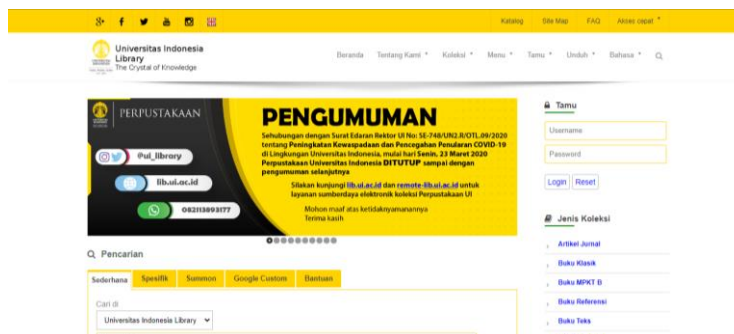 Katalog Site Map FAQ Akses cepat
Universitas Indonesia
Library
The Crystal of Knowledge
Beranda Tentang Kami Koleksi Menu Tamu Unduh Bahasa
PERPUSTAKAAN
@ui_library
lib.ui.ac.id
082113893177
PENGUMUMAN
Sehubungan dengan Surat Edaran Rektor UI No: SE-748/UN2.R/OTL.09/2020
tentang Peningkatan Kewaspadaan dan Pencegahan Penularan COVID-19
di Lingkungan Universitas Indonesia, mulai hari Senin, 23 Maret 2020
Perpustakaan Universitas Indonesia DITUTUP sampai dengan
pengumuman selanjutnya
Silakan kunjungi lib.ui.ac.id dan remote-lib.ui.ac.id untuk
layanan sumberdaya elektronik koleksi Perpustakaan UI
Mohon maaf atas ketidaknyamanannya
Terima kasih
Tamu
Username
Password
Login Reset
Jenis Koleksi
Artikel Jurnal
Buku Klasik
Buku MPKT B
Buku Referensi
Buku Teks
Pencarian
Sederhana Spesifik Summon Google Custom Bantuan
Cari di
Universitas Indonesia Library